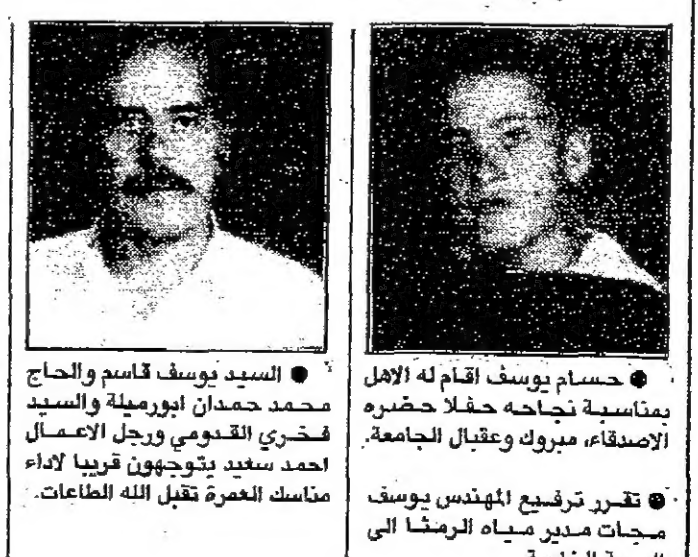 ● حسام يوسف اقام له الاهل
بمناسبة نجاحه حفلا حضره
الاصدقاء، مبروك وعقبال الجامعة.
● تقرر ترفيع المهندس يوسف
مدير مياه الرمثا الى
● السيد يوسف قاسم والحاج
محمد حمدان ابورميلة والسيد
فخري القدومي ورجل الاعمال
احمد سعيد يتوجهون قريبا لاداء
مناسك العمرة تقبل الله الطاعات.